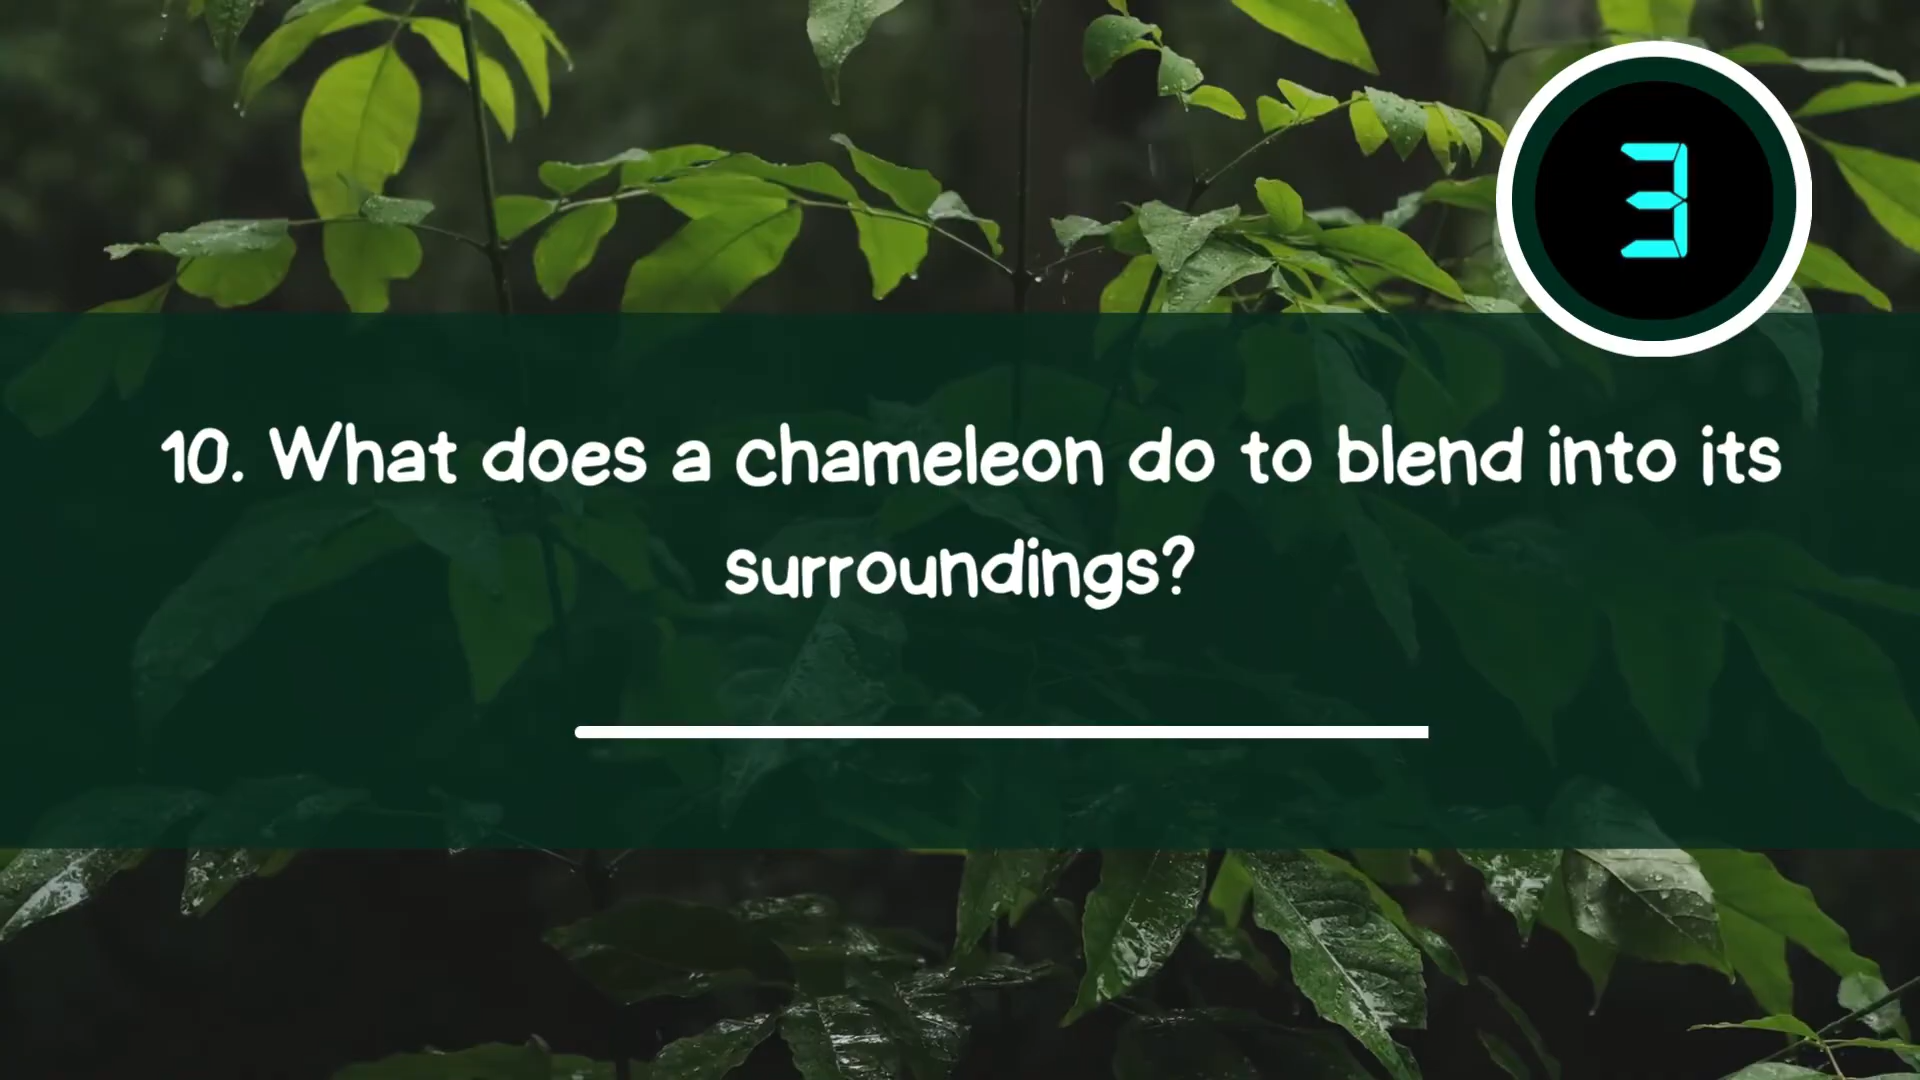 3
10. What does a chameleon do to blend into its
surroundings?